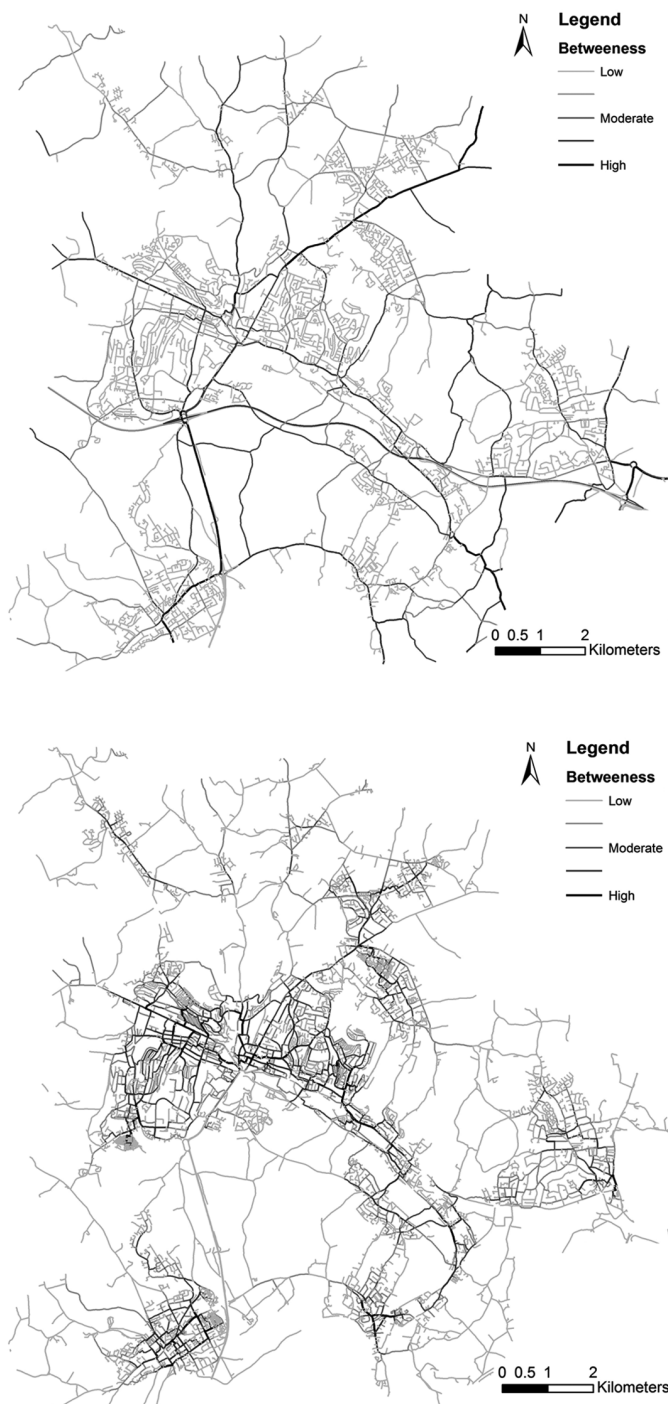 N
Legend
Betweeness
Low
Moderate
High
0 0.5 1 2
Kilometers
N
Legend
Betweeness
Low
Moderate
High
0 0.5 1 2
Kilometers